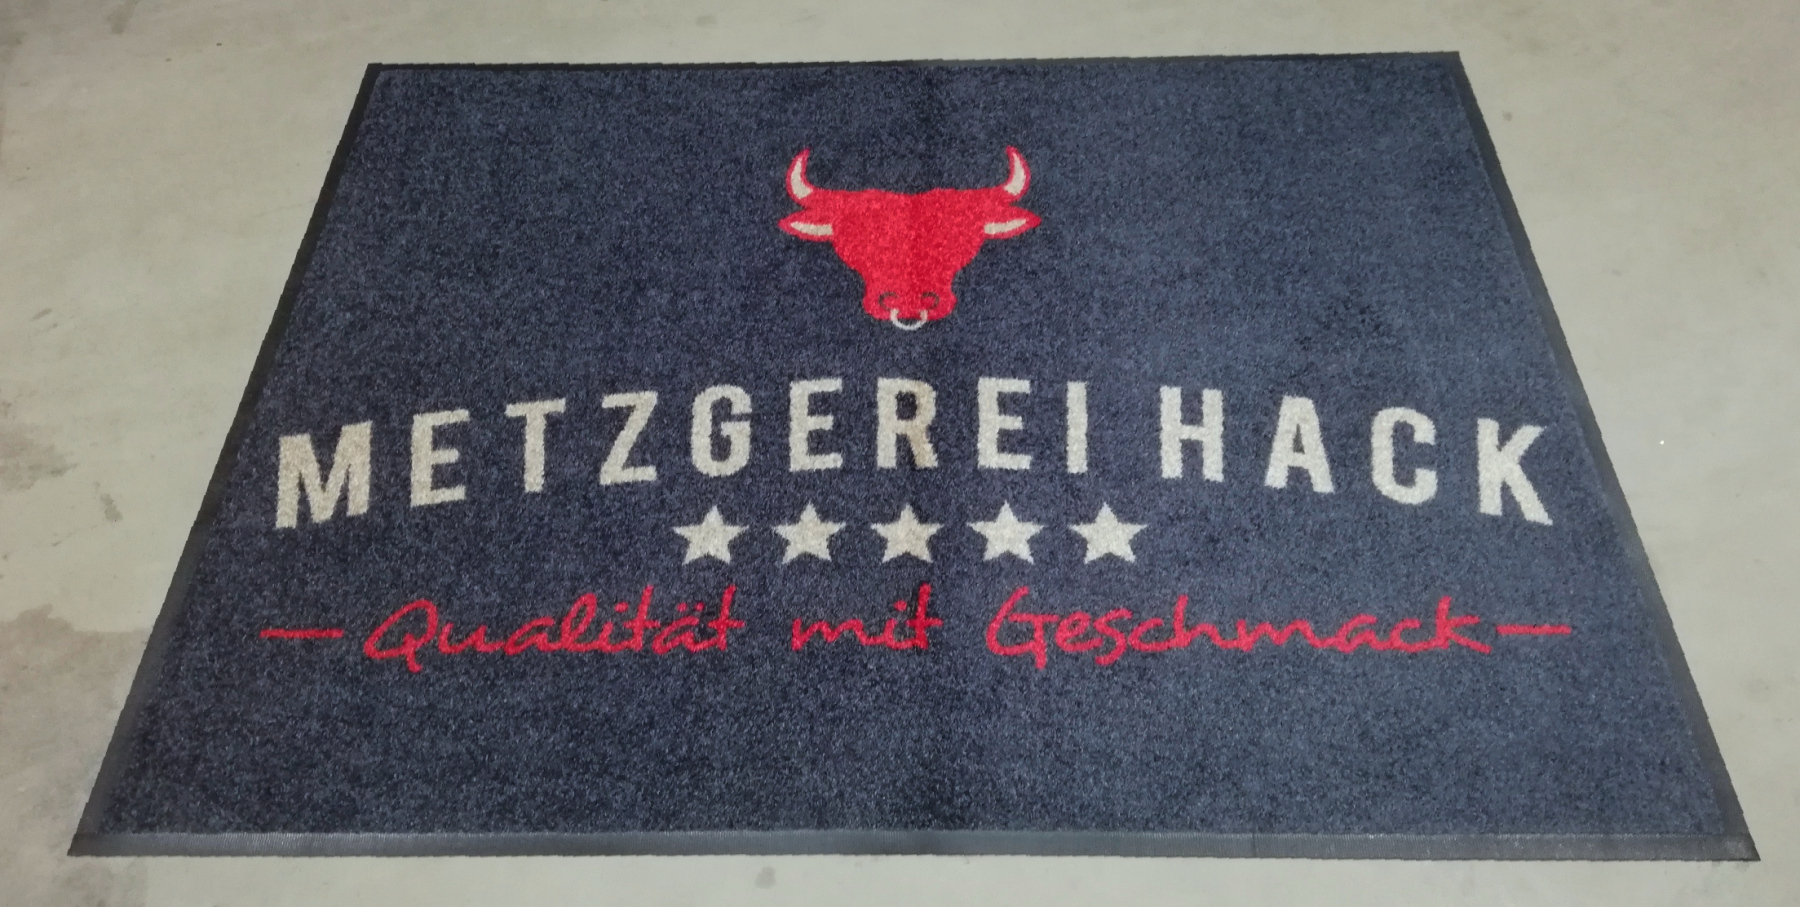 METZGEREI HACK
Qualität mit Geschmack